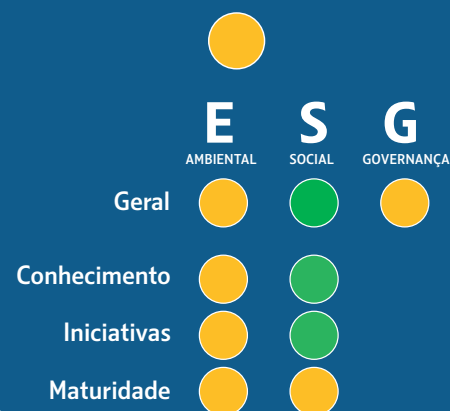 E S G
AMBIENTAL SOCIAL GOVERNANÇA
Geral
Conhecimento
Iniciativas
Maturidade